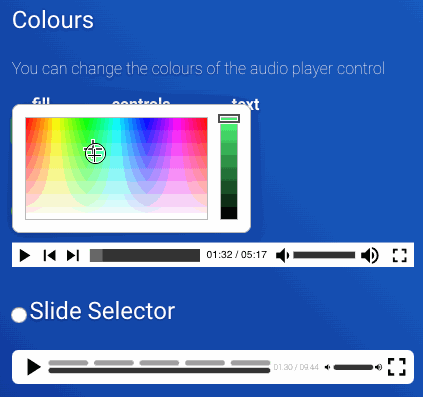 Colours
You can change the colours of the audio player control
fill controls text
01:32 / 05:17
Slide Selector
01:30 / 09:44